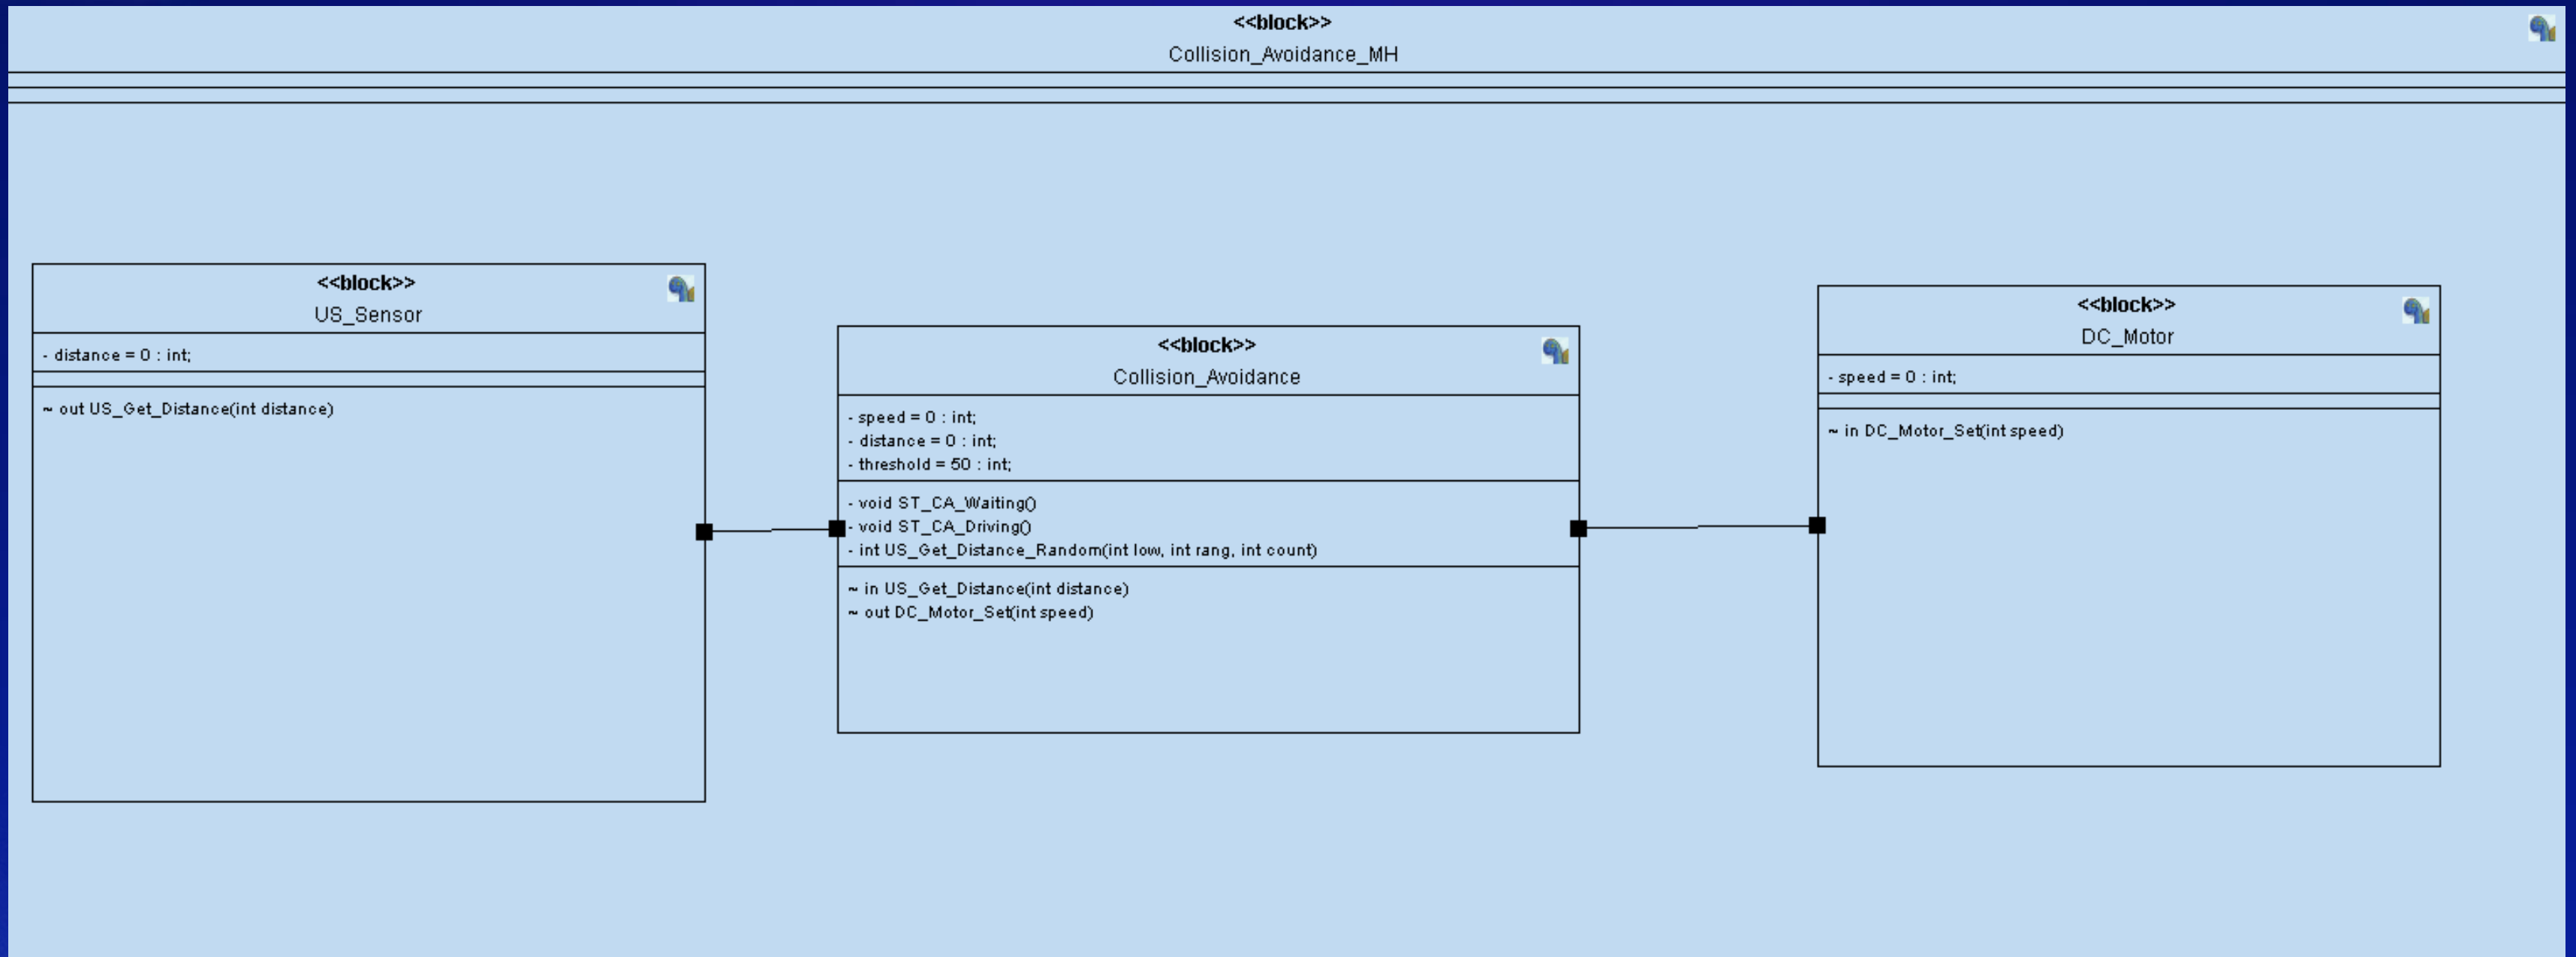 <<block>>
Collision_Avoidance_MH
<<block>>
US_Sensor
- distance = 0 : int;
~ out US_Get_Distance(int distance)
<<block>>
Collision_Avoidance
- speed = 0 : int;
- distance = 0 : int;
- threshold = 50 : int;
- void ST_CA_Waiting()
- void ST_CA_Driving()
- int US_Get_Distance_Random(int low, int rang, int count)
~ in US_Get_Distance(int distance)
~ out DC_Motor_Set(int speed)
<<block>>
DC_Motor
- speed = 0 : int;
~ in DC_Motor_Set(int speed)